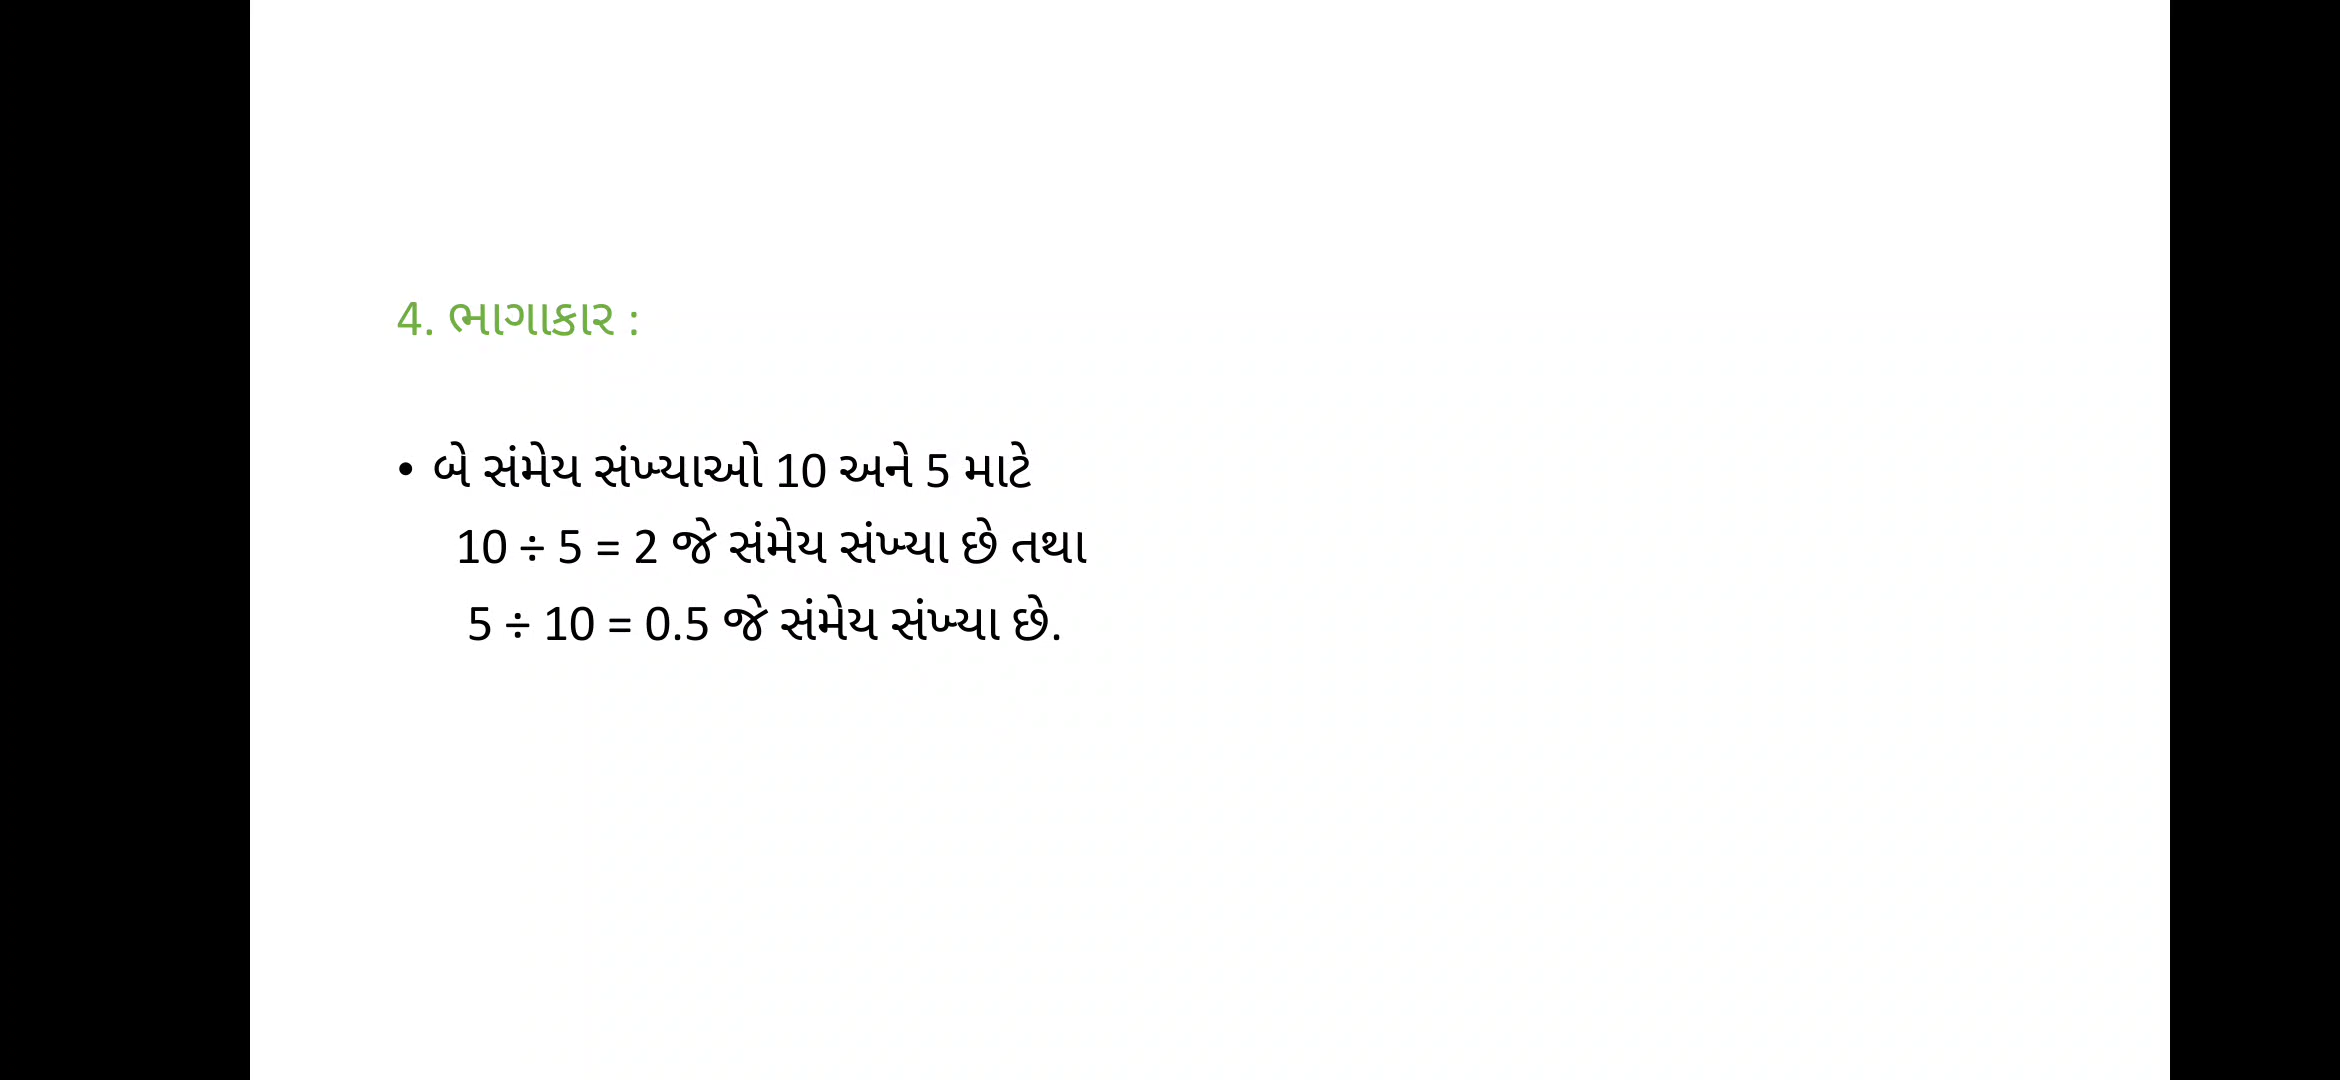 4. ભાગાકાર :
• બે સંમેય સંખ્યાઓ 10 અને 5 માટે
10 ÷ 5 = 2 જે સંમેય સંખ્યા છે તથા
5 ÷ 10 = 0.5 જે સંમેય સંખ્યા છે.